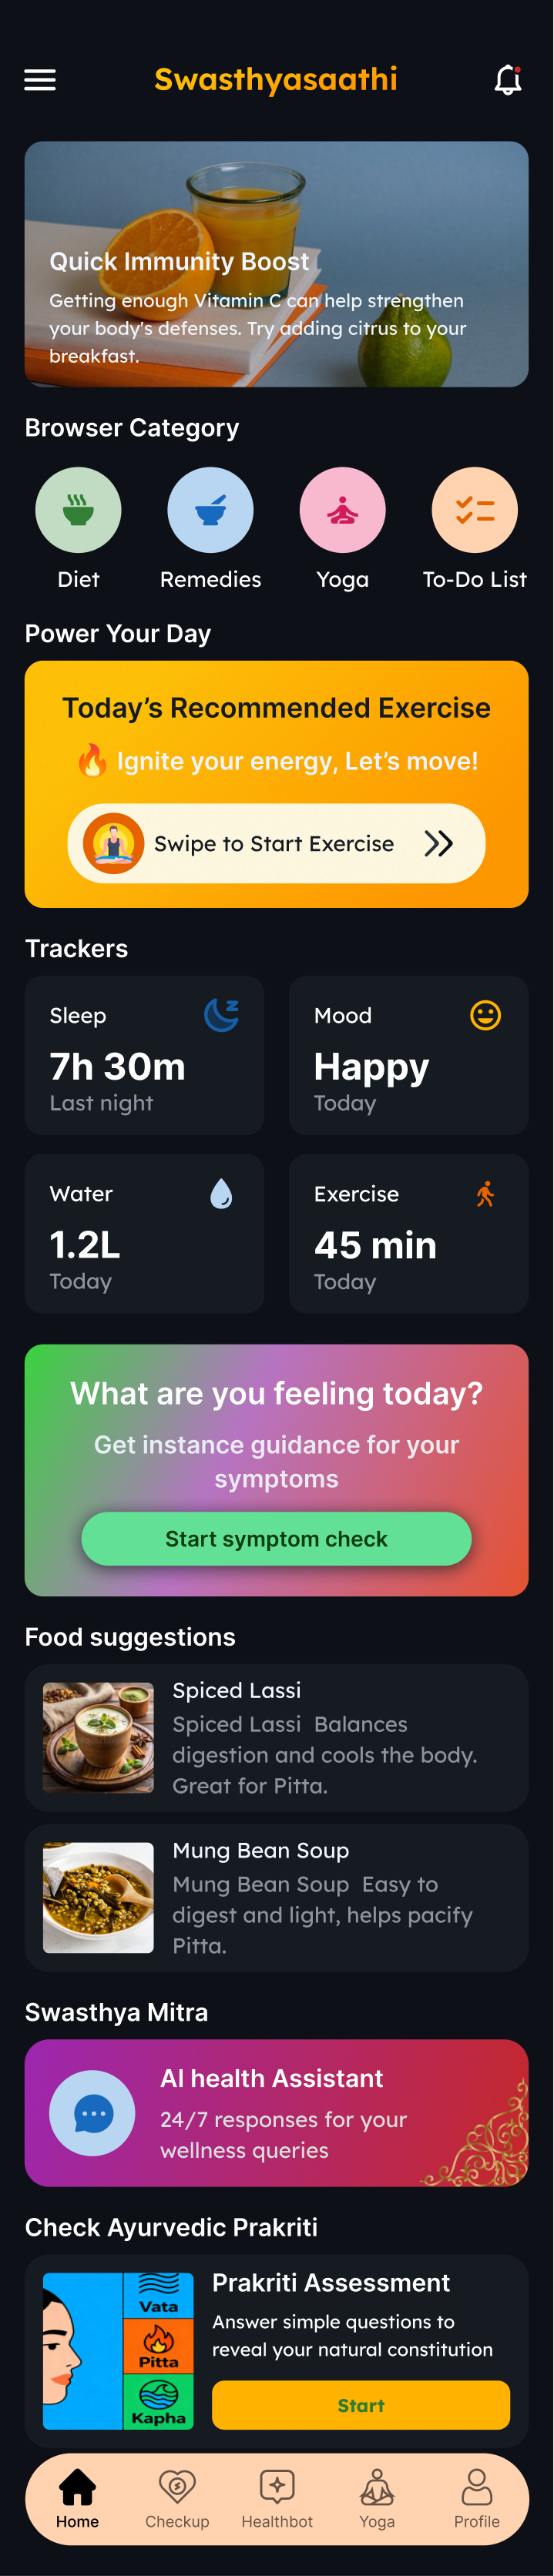 Swasthyasaathi
Quick Immunity Boost
Getting enough Vitamin C can help strengthen
your body's defenses. Try adding citrus to your
breakfast.
Browser Category
Diet
Remedies
Yoga
To-Do List
Power Your Day
Today's Recommended Exercise
🔥 Ignite your energy, Let's move!
Swipe to Start Exercise
Trackers
Sleep
7h 30m
Last night
Mood
Happy
Today
Water
1.2L
Today
Exercise
45 min
Today
What are you feeling today?
Get instance guidance for your
symptoms
Start symptom check
Food suggestions
Spiced Lassi
Spiced Lassi  Balances
digestion and cools the body.
Great for Pitta.
Mung Bean Soup
Mung Bean Soup  Easy to
digest and light, helps pacify
Pitta.
Swasthya Mitra
AI health Assistant
24/7 responses for your
wellness queries
Check Ayurvedic Prakriti
Vata
Pitta
Kapha
Prakriti Assessment
Answer simple questions to
reveal your natural constitution
Start
Home
Checkup
Healthbot
Yoga
Profile